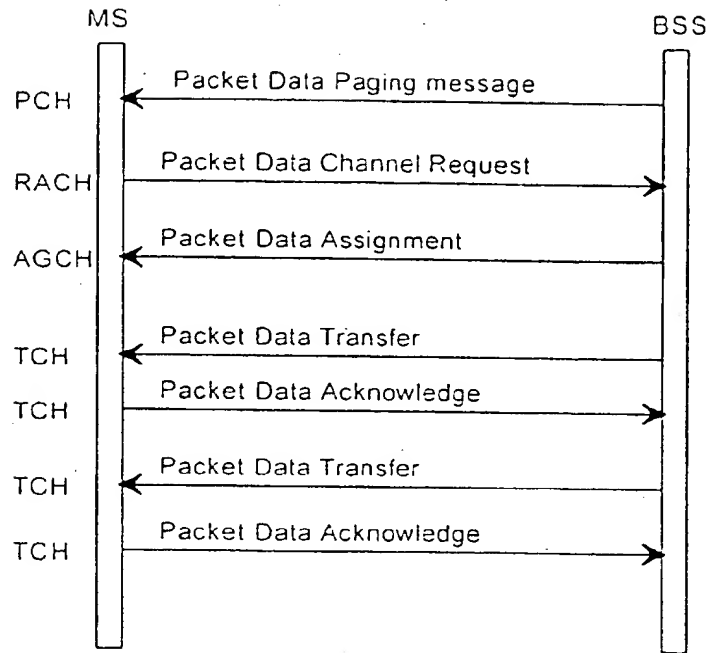 MS BSS
PCH Packet Data Paging message
RACH Packet Data Channel Request
AGCH Packet Data Assignment
TCH Packet Data Transfer
TCH Packet Data Acknowledge
TCH Packet Data Transfer
TCH Packet Data Acknowledge